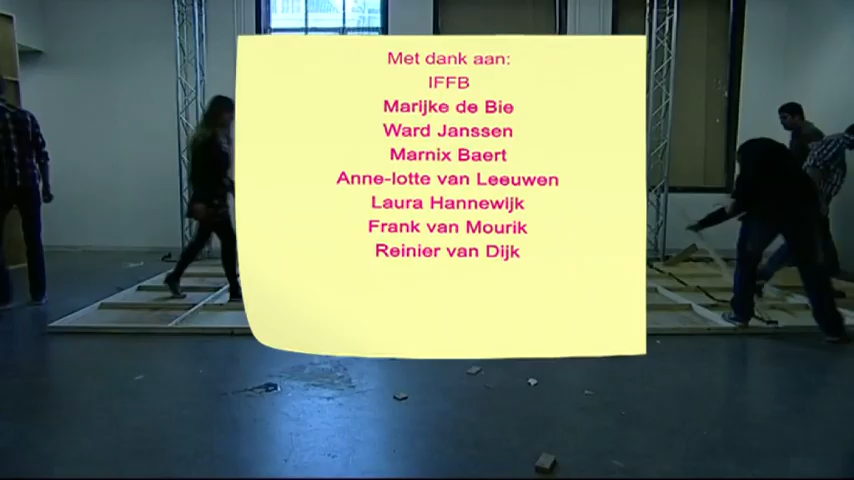 Met dank aan:
IFFB
Marijke de Bie
Ward Janssen
Marnix Baert
Anne-lotte van Leeuwen
Laura Hannewijk
Frank van Mourik
Reinier van Dijk